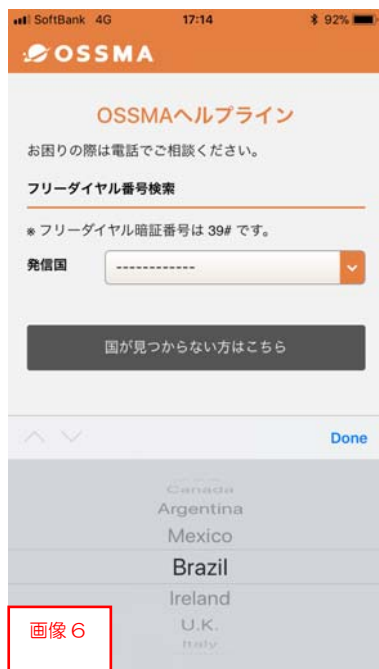 SoftBank 4G 17:14 92%
OSSMA
OSSMAヘルプライン
お困りの際は電話でご相談ください。
フリーダイヤル番号検索
※ フリーダイヤル暗証番号は 39# です。
発信国 ------------
国が見つからない方はこちら
Done
Canada
Argentina
Mexico
Brazil
Ireland
U.K.
Italy
画像6